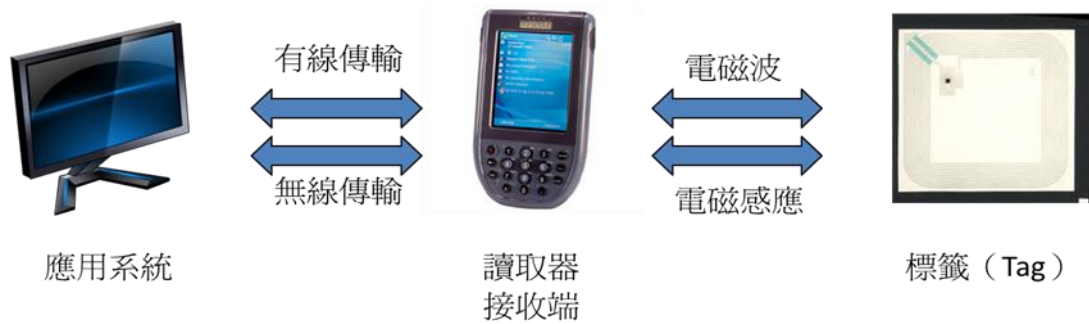 有線傳輸
無線傳輸
電磁波
電磁感應
應用系統
讀取器
接收端
標籤（Tag）